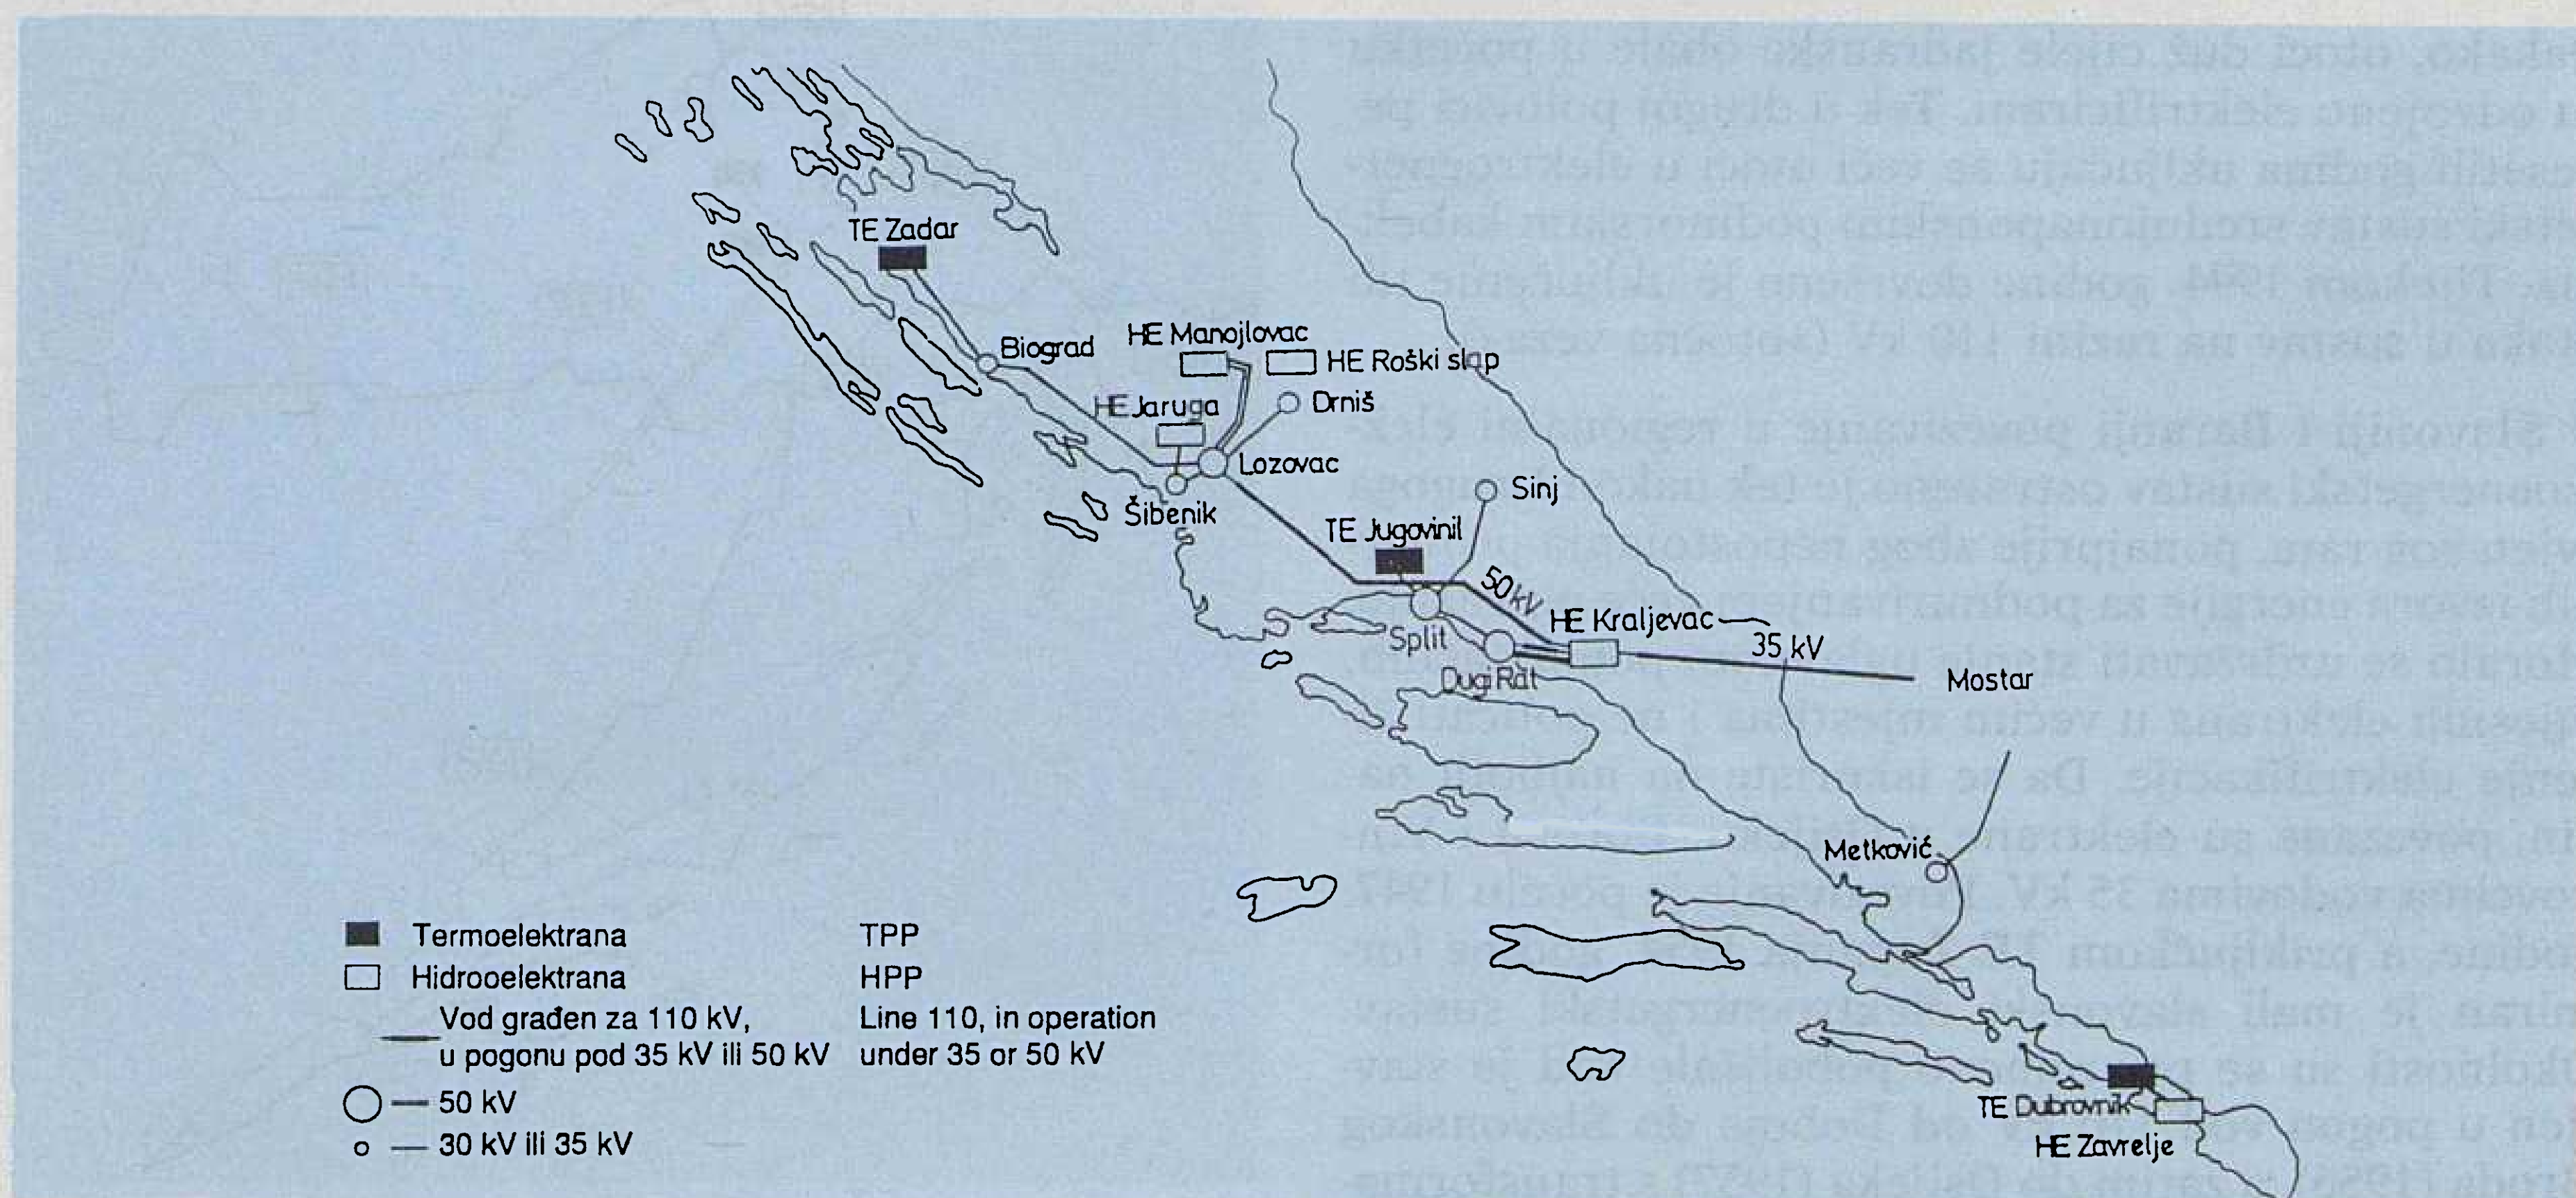 TE Zadar
Biograd
HE Manojlovac
HE Roški slap
HE Jaruga
Drniš
Lozovac
Šibenik
Sinj
TE Jugovinil
50 kV
HE Kraljevac
Split
35 kV
Dugi Rat
Mostar
Metković
TE Dubrovnik
HE Zavrelje
Termoelektrana TPP
Hidrooelektrana HPP
Vod građen za 110 kV, Line 110, in operation
u pogonu pod 35 kV ili 50 kV under 35 or 50 kV
50 kV
30 kV ili 35 kV